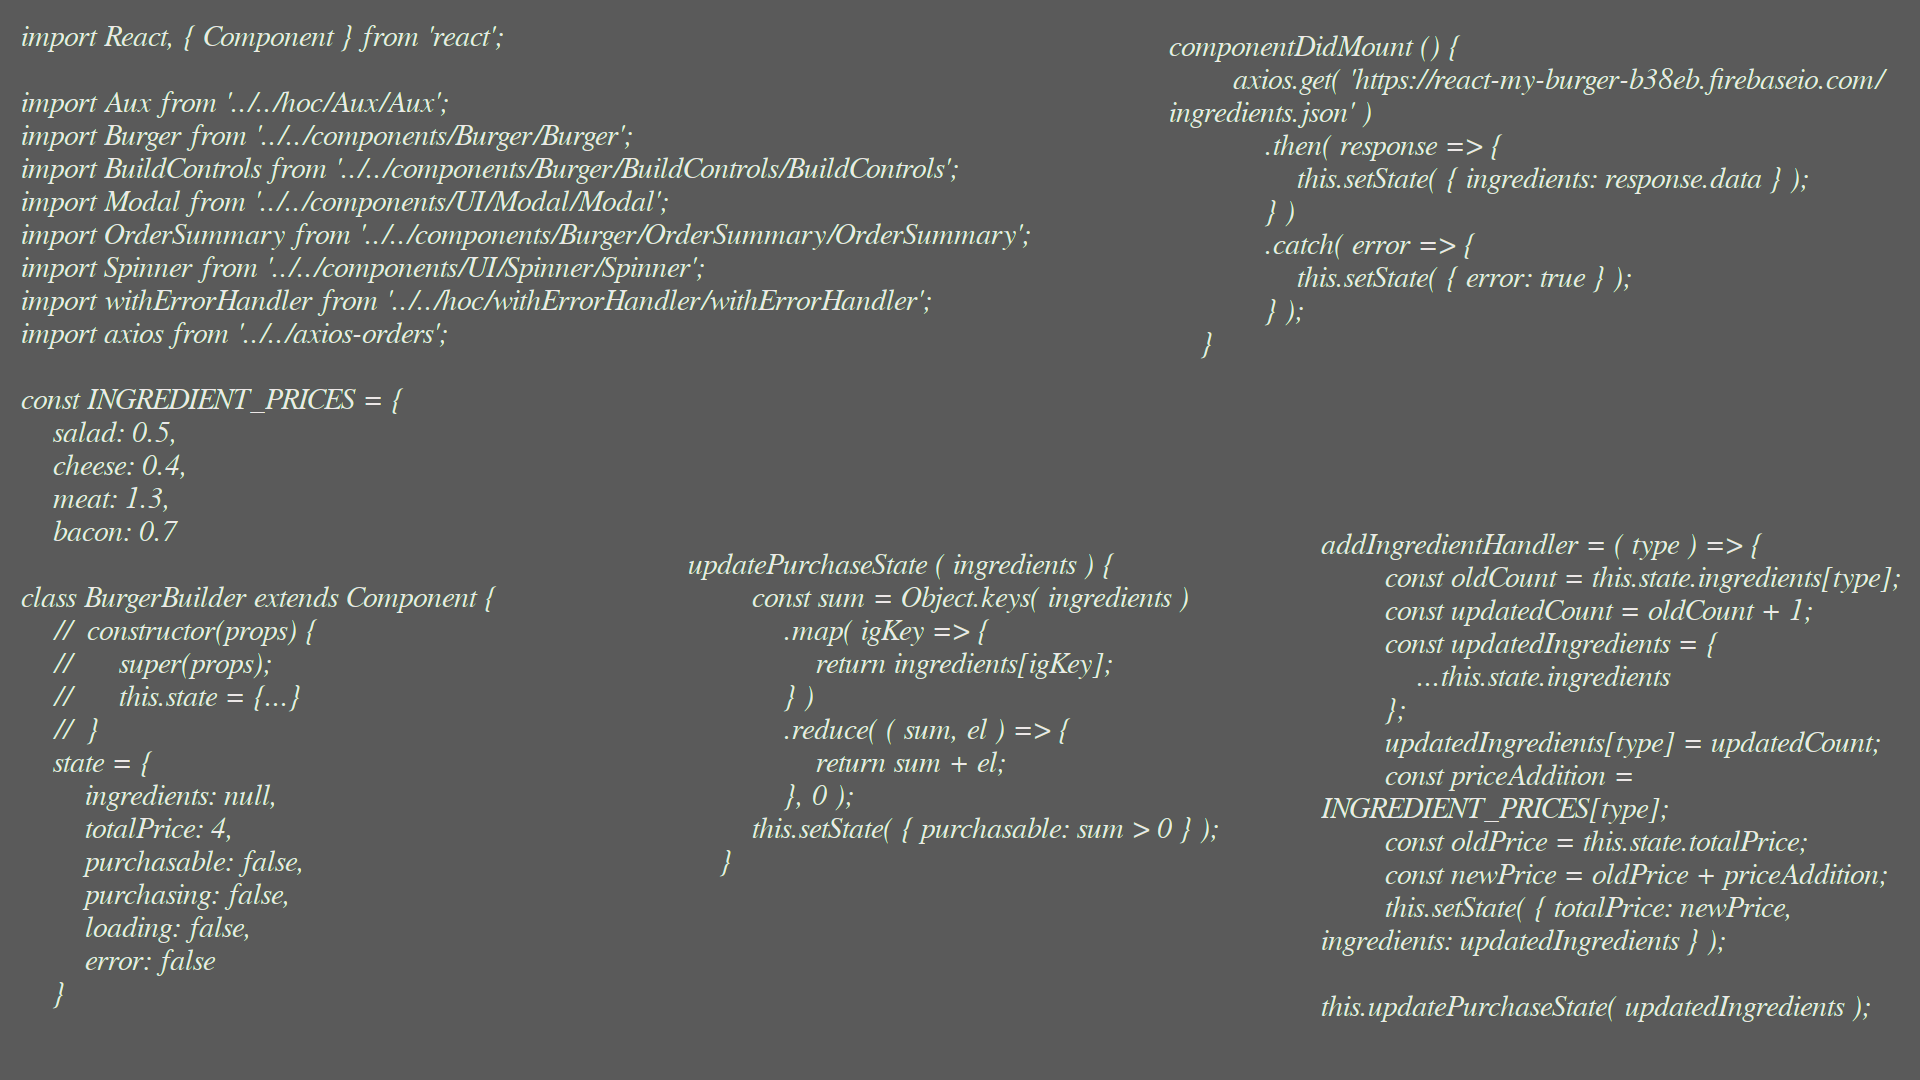 import React, { Component } from 'react';
import Aux from '../../hoc/Aux/Aux';
import Burger from '../../components/Burger/Burger';
import BuildControls from '../../components/Burger/BuildControls/BuildControls';
import Modal from '../../components/UI/Modal/Modal';
import OrderSummary from '../../components/Burger/OrderSummary/OrderSummary';
import Spinner from '../../components/UI/Spinner/Spinner';
import withErrorHandler from '../../hoc/withErrorHandler/withErrorHandler';
import axios from '../../axios-orders';
const INGREDIENT_PRICES = {
salad: 0.5,
cheese: 0.4,
meat: 1.3,
bacon: 0.7
class BurgerBuilder extends Component {
// constructor(props) {
// super(props);
// this.state = {...}
// }
state = {
ingredients: null,
totalPrice: 4,
purchasable: false,
purchasing: false,
loading: false,
error: false
}
componentDidMount () {
axios.get( 'https://react-my-burger-b38eb.firebaseio.com/
ingredients.json' )
.then( response => {
this.setState( { ingredients: response.data } );
} )
.catch( error => {
this.setState( { error: true } );
} );
}
updatePurchaseState ( ingredients ) {
const sum = Object.keys( ingredients )
.map( igKey => {
return ingredients[igKey];
} )
.reduce( ( sum, el ) => {
return sum + el;
}, 0 );
this.setState( { purchasable: sum > 0 } );
}
addIngredientHandler = ( type ) => {
const oldCount = this.state.ingredients[type];
const updatedCount = oldCount + 1;
const updatedIngredients = {
...this.state.ingredients
};
updatedIngredients[type] = updatedCount;
const priceAddition =
INGREDIENT_PRICES[type];
const oldPrice = this.state.totalPrice;
const newPrice = oldPrice + priceAddition;
this.setState( { totalPrice: newPrice,
ingredients: updatedIngredients } );
this.updatePurchaseState( updatedIngredients );